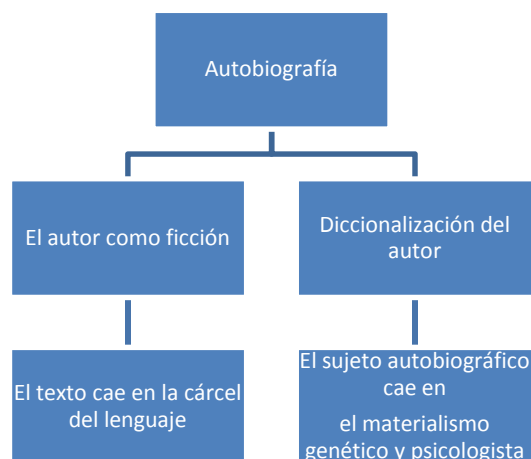 Autobiografía
El autor como ficción
Diccionalización del
autor
El texto cae en la cárcel
del lenguaje
El sujeto autobiográfico
cae en
el materialismo
genético y psicologista